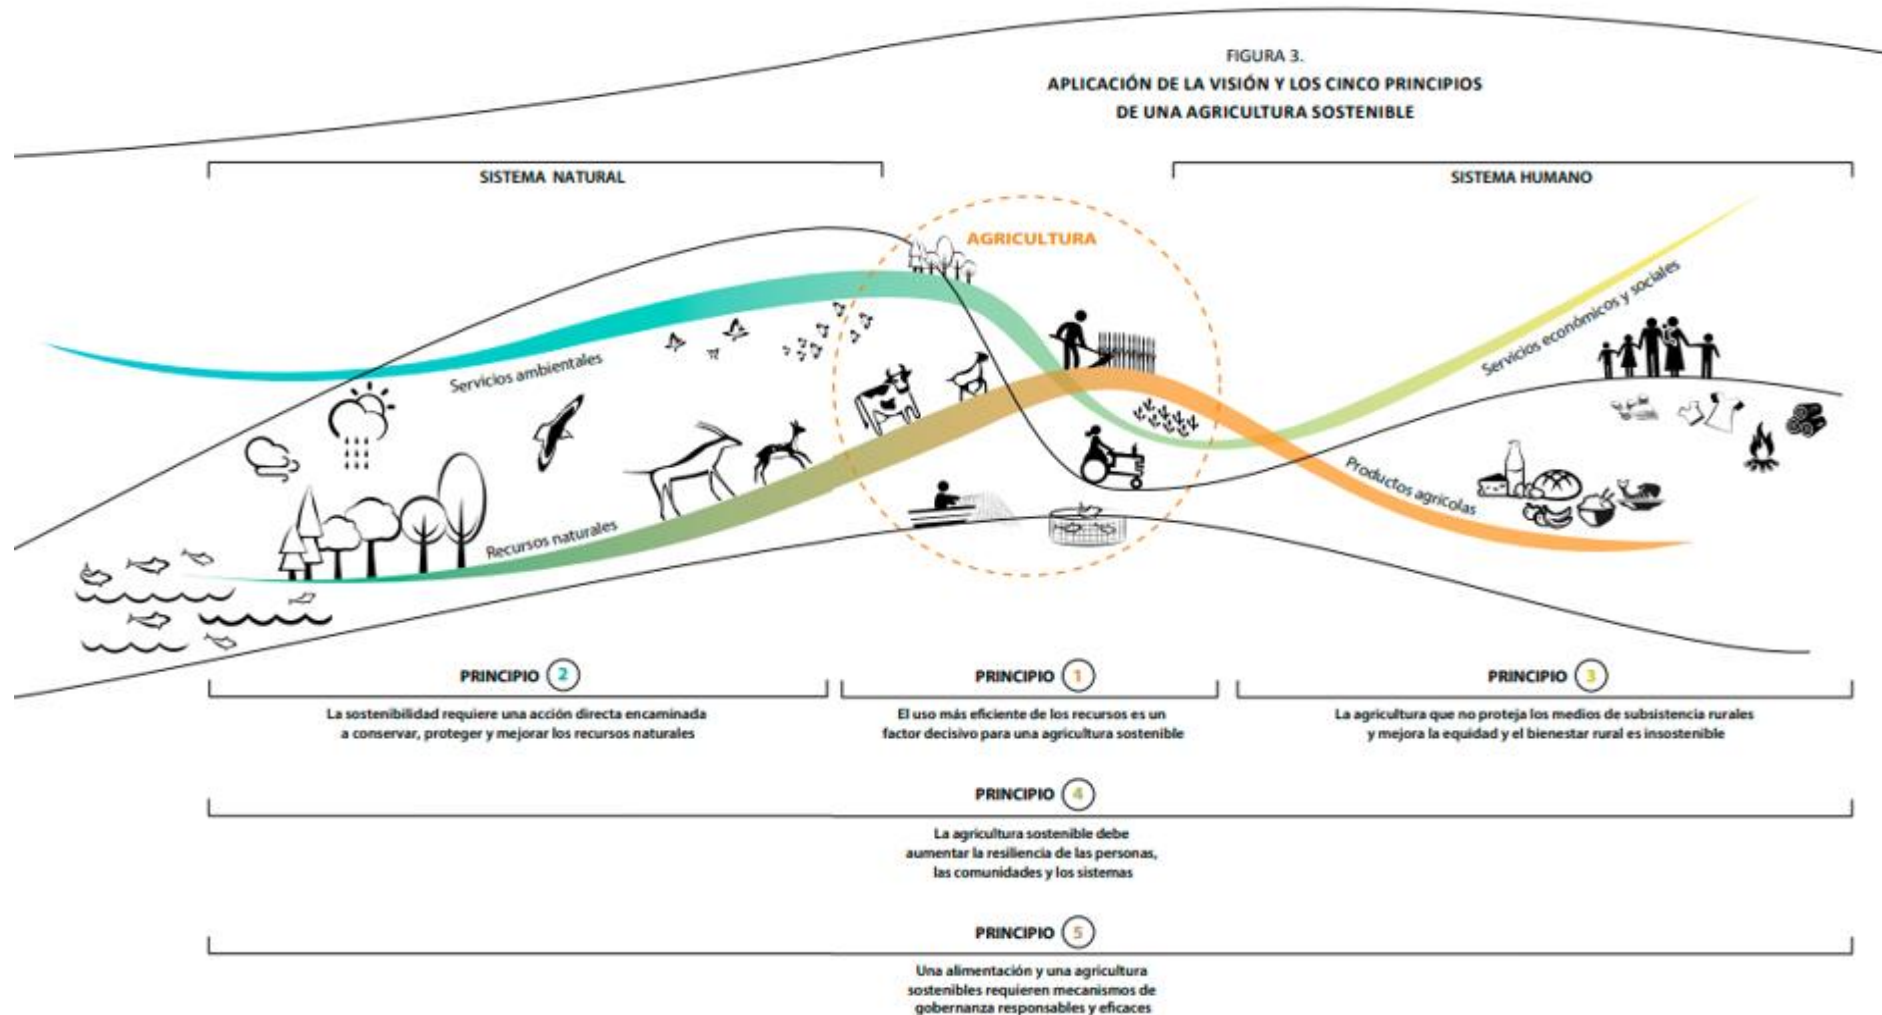 FIGURA 3.
APLICACIÓN DE LA VISIÓN Y LOS CINCO PRINCIPIOS
DE UNA AGRICULTURA SOSTENIBLE
SISTEMA NATURAL
SISTEMA HUMANO
AGRICULTURA
Servicios ambientales
Servicios económicos y sociales
Recursos naturales
Productos agrícolas
PRINCIPIO 2
La sostenibilidad requiere una acción directa encaminada
a conservar, proteger y mejorar los recursos naturales
PRINCIPIO 1
El uso más eficiente de los recursos es un
factor decisivo para una agricultura sostenible
PRINCIPIO 3
La agricultura que no proteja los medios de subsistencia rurales
y mejora la equidad y el bienestar rural es insostenible
PRINCIPIO 4
La agricultura sostenible debe
aumentar la resiliencia de las personas,
las comunidades y los sistemas
PRINCIPIO 5
Una alimentación y una agricultura
sostenibles requieren mecanismos de
gobernanza responsables y eficaces